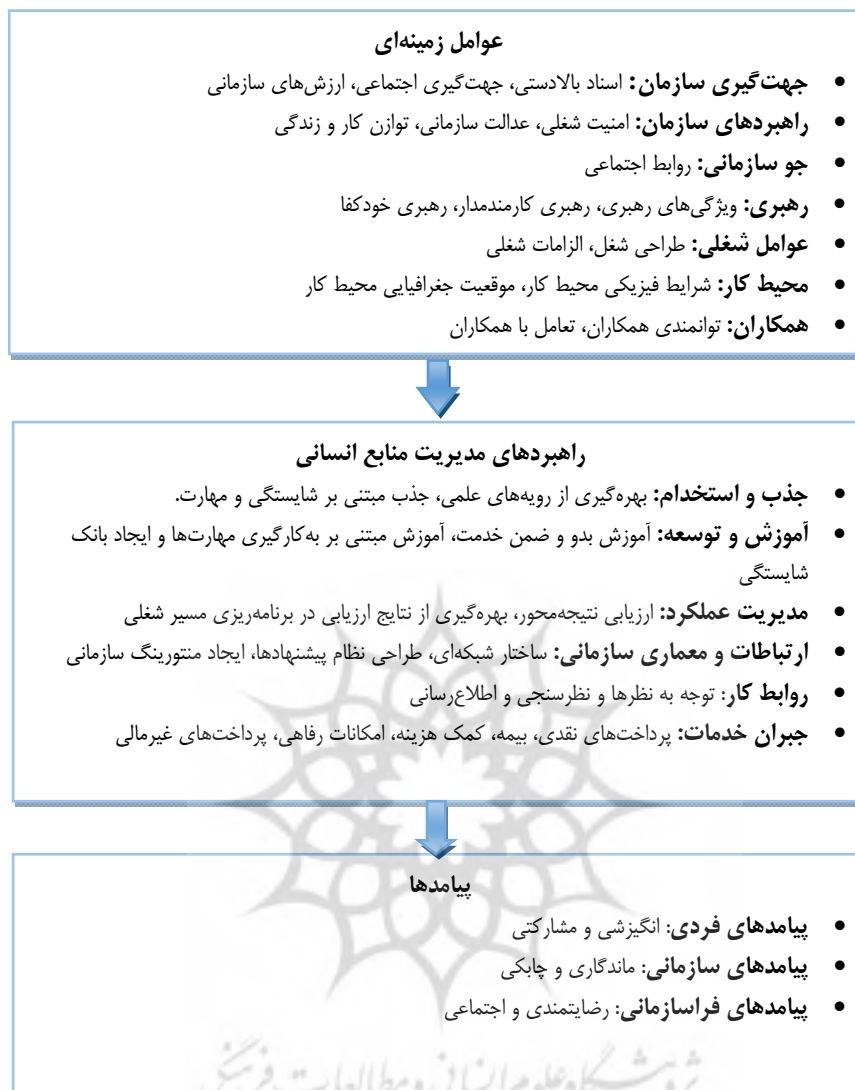 عوامل زمینه‌ای
• جهت‌گیری سازمان: اسناد بالادستی، جهت‌گیری اجتماعی، ارزش‌های سازمانی
• راهبردهای سازمان: امنیت شغلی، عدالت سازمانی، توازن کار و زندگی
• جو سازمانی: روابط اجتماعی
• رهبری: ویژگی‌های رهبری، رهبری کارمندمدار، رهبری خودکفا
• عوامل شغلی: طراحی شغل، الزامات شغلی
• محیط کار: شرایط فیزیکی محیط کار، موقعیت جغرافیایی محیط کار
• همکاران: توانمندی همکاران، تعامل با همکاران
راهبردهای مدیریت منابع انسانی
• جذب و استخدام: بهره‌گیری از رویه‌های علمی، جذب مبتنی بر شایستگی و مهارت.
• آموزش و توسعه: آموزش بدو و ضمن خدمت، آموزش مبتنی بر به‌کارگیری مهارت‌ها و ایجاد بانک
شایستگی
• مدیریت عملکرد: ارزیابی نتیجه‌محور، بهره‌گیری از نتایج ارزیابی در برنامه‌ریزی مسیر شغلی
• ارتباطات و معماری سازمانی: ساختار شبکه‌ای، طراحی نظام پیشنهادها، ایجاد منتورینگ سازمانی
• روابط کار: توجه به نظرها و نظرسنجی و اطلاع‌رسانی
• جبران خدمات: پرداخت‌های نقدی، بیمه، کمک هزینه، امکانات رفاهی، پرداخت‌های غیرمالی
پیامدها
• پیامدهای فردی: انگیزشی و مشارکتی
• پیامدهای سازمانی: ماندگاری و چابکی
• پیامدهای فراسازمانی: رضایتمندی و اجتماعی
پژوهشگاه علوم انسانی و مطالعات فرهنگی